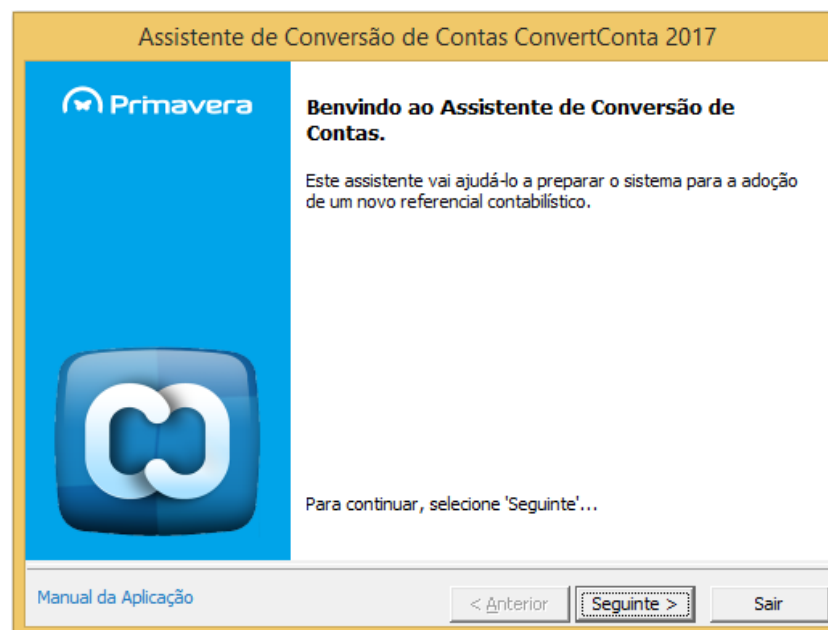 Assistente de Conversão de Contas ConvertConta 2017
Primavera
Benvindo ao Assistente de Conversão de
Contas.
Este assistente vai ajudá-lo a preparar o sistema para a adoção
de um novo referencial contabilístico.
Para continuar, selecione 'Seguinte'...
Manual da Aplicação
< Anterior
Seguinte >
Sair